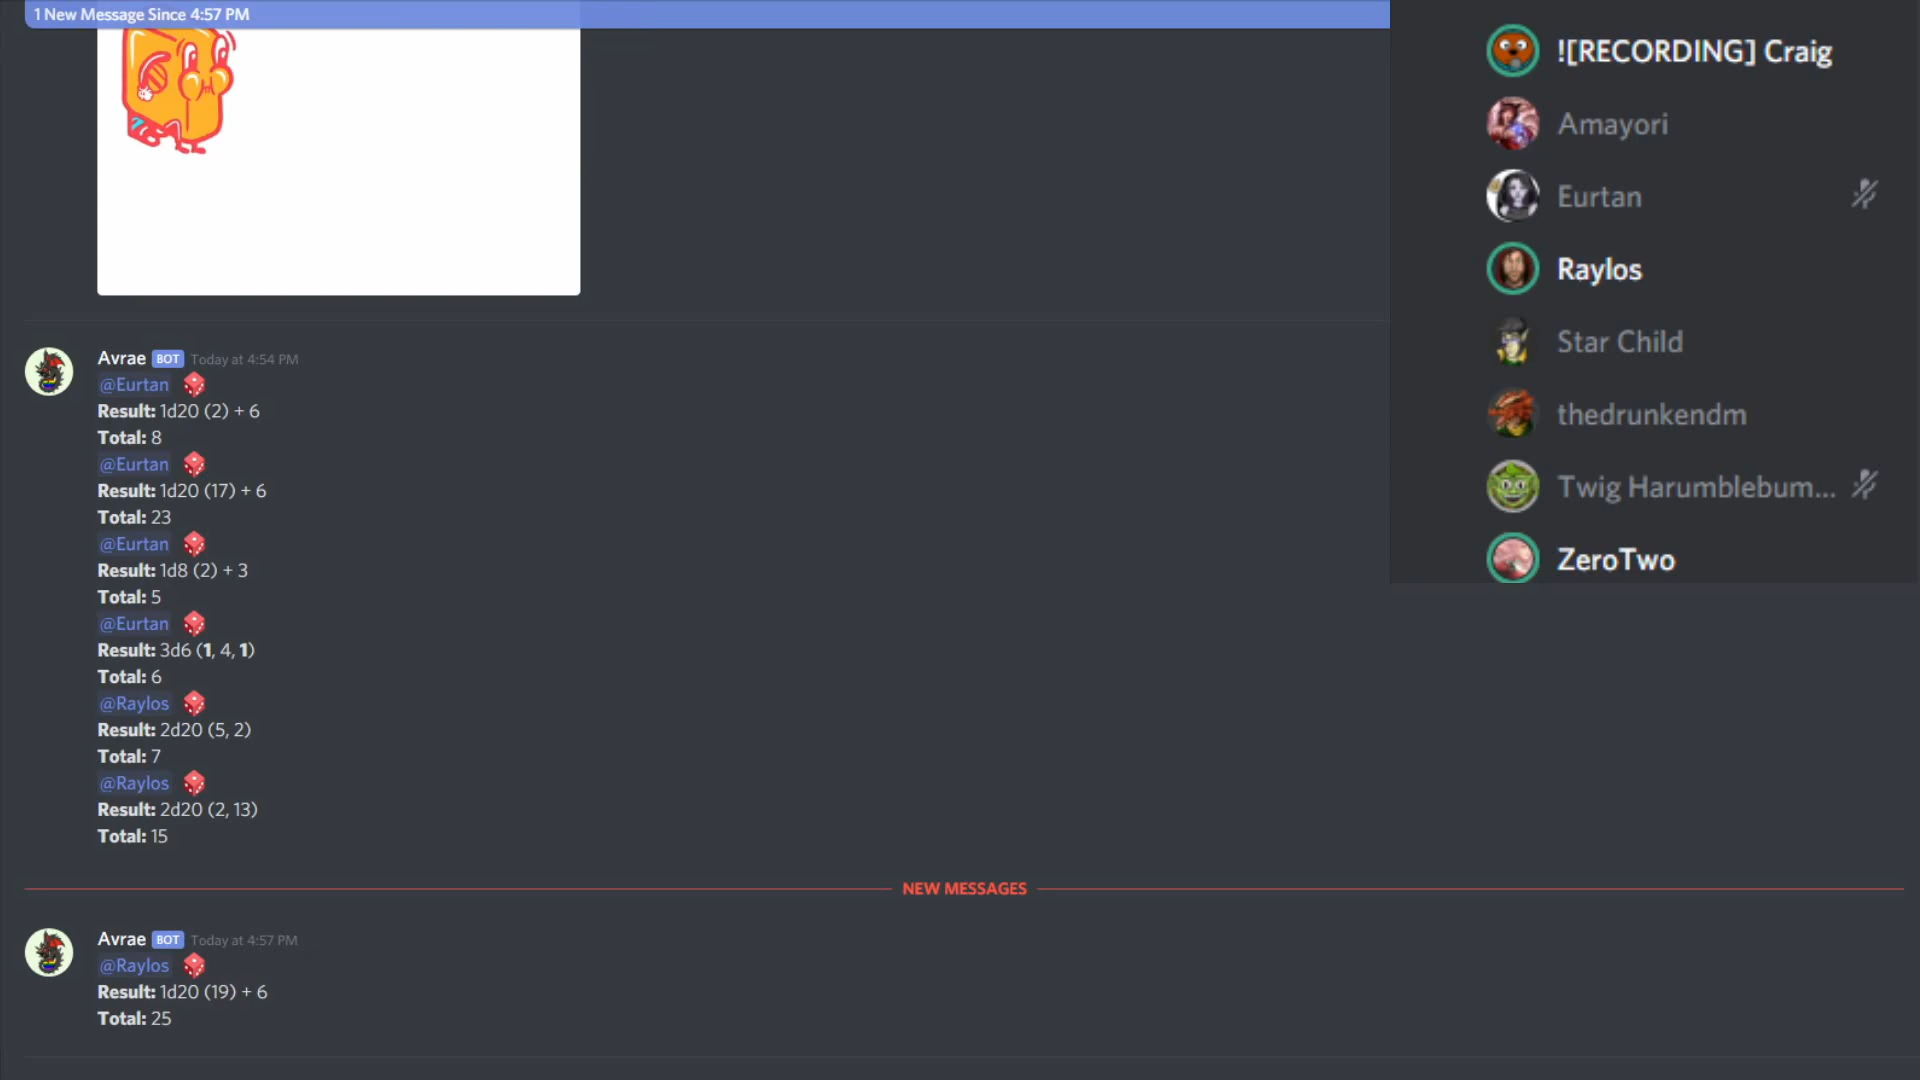 1 New Message Since 4:57 PM
Avrae BOT Today at 4:54 PM
@Eurtan
Result: 1d20 (2) + 6
Total: 8
@Eurtan
Result: 1d20 (17) + 6
Total: 23
@Eurtan
Result: 1d8 (2) + 3
Total: 5
@Eurtan
Result: 3d6 (1, 4, 1)
Total: 6
@Raylos
Result: 2d20 (5, 2)
Total: 7
@Raylos
Result: 2d20 (2, 13)
Total: 15
NEW MESSAGES
Avrae BOT Today at 4:57 PM
@Raylos
Result: 1d20 (19) + 6
Total: 25
![RECORDING] Craig
Amayori
Eurtan
Raylos
Star Child
thedrunkendm
Twig Harumblebum...
ZeroTwo